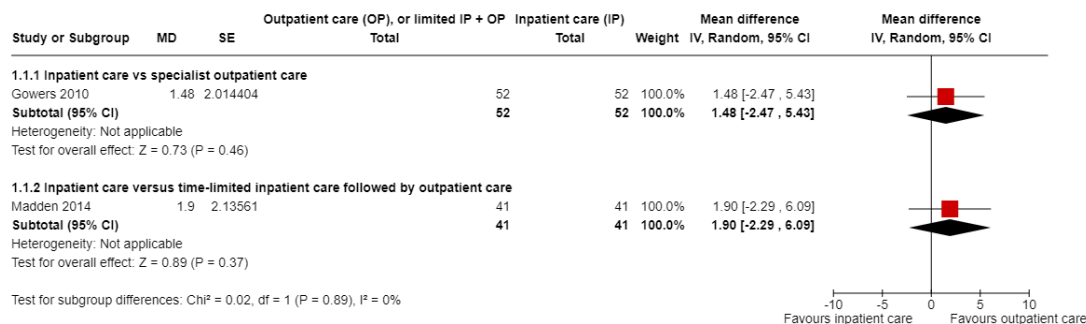 Outpatient care (OP), or limited IP + OP Inpatient care (IP) Mean difference Mean difference
Study or Subgroup MD SE Total Total Weight IV, Random, 95% CI IV, Random, 95% CI
1.1.1 Inpatient care vs specialist outpatient care
Gowers 2010 1.48 2.014404 52 52 100.0% 1.48 [-2.47 , 5.43]
Subtotal (95% CI) 52 52 100.0% 1.48 [-2.47 , 5.43]
Heterogeneity: Not applicable
Test for overall effect: Z = 0.73 (P = 0.46)
1.1.2 Inpatient care versus time-limited inpatient care followed by outpatient care
Madden 2014 1.9 2.13561 41 41 100.0% 1.90 [-2.29 , 6.09]
Subtotal (95% CI) 41 41 100.0% 1.90 [-2.29 , 6.09]
Heterogeneity: Not applicable
Test for overall effect: Z = 0.89 (P = 0.37)
Test for subgroup differences: Chi² = 0.02, df = 1 (P = 0.89), I² = 0%
-10 -5 0 5 10
Favours inpatient care Favours outpatient care